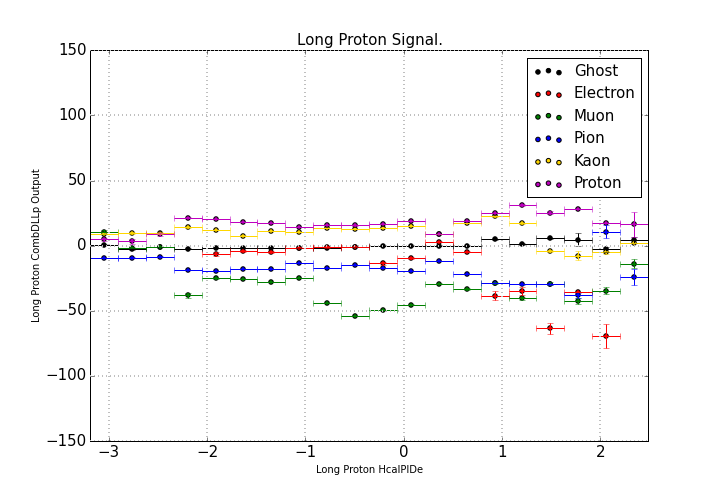 Long Proton Signal.
150
100
50
0
−50
−100
−150
Long Proton CombDLLp Output
Ghost
Electron
Muon
Pion
Kaon
Proton
−3
−2
−1
0
1
2
Long Proton HcalPIDe